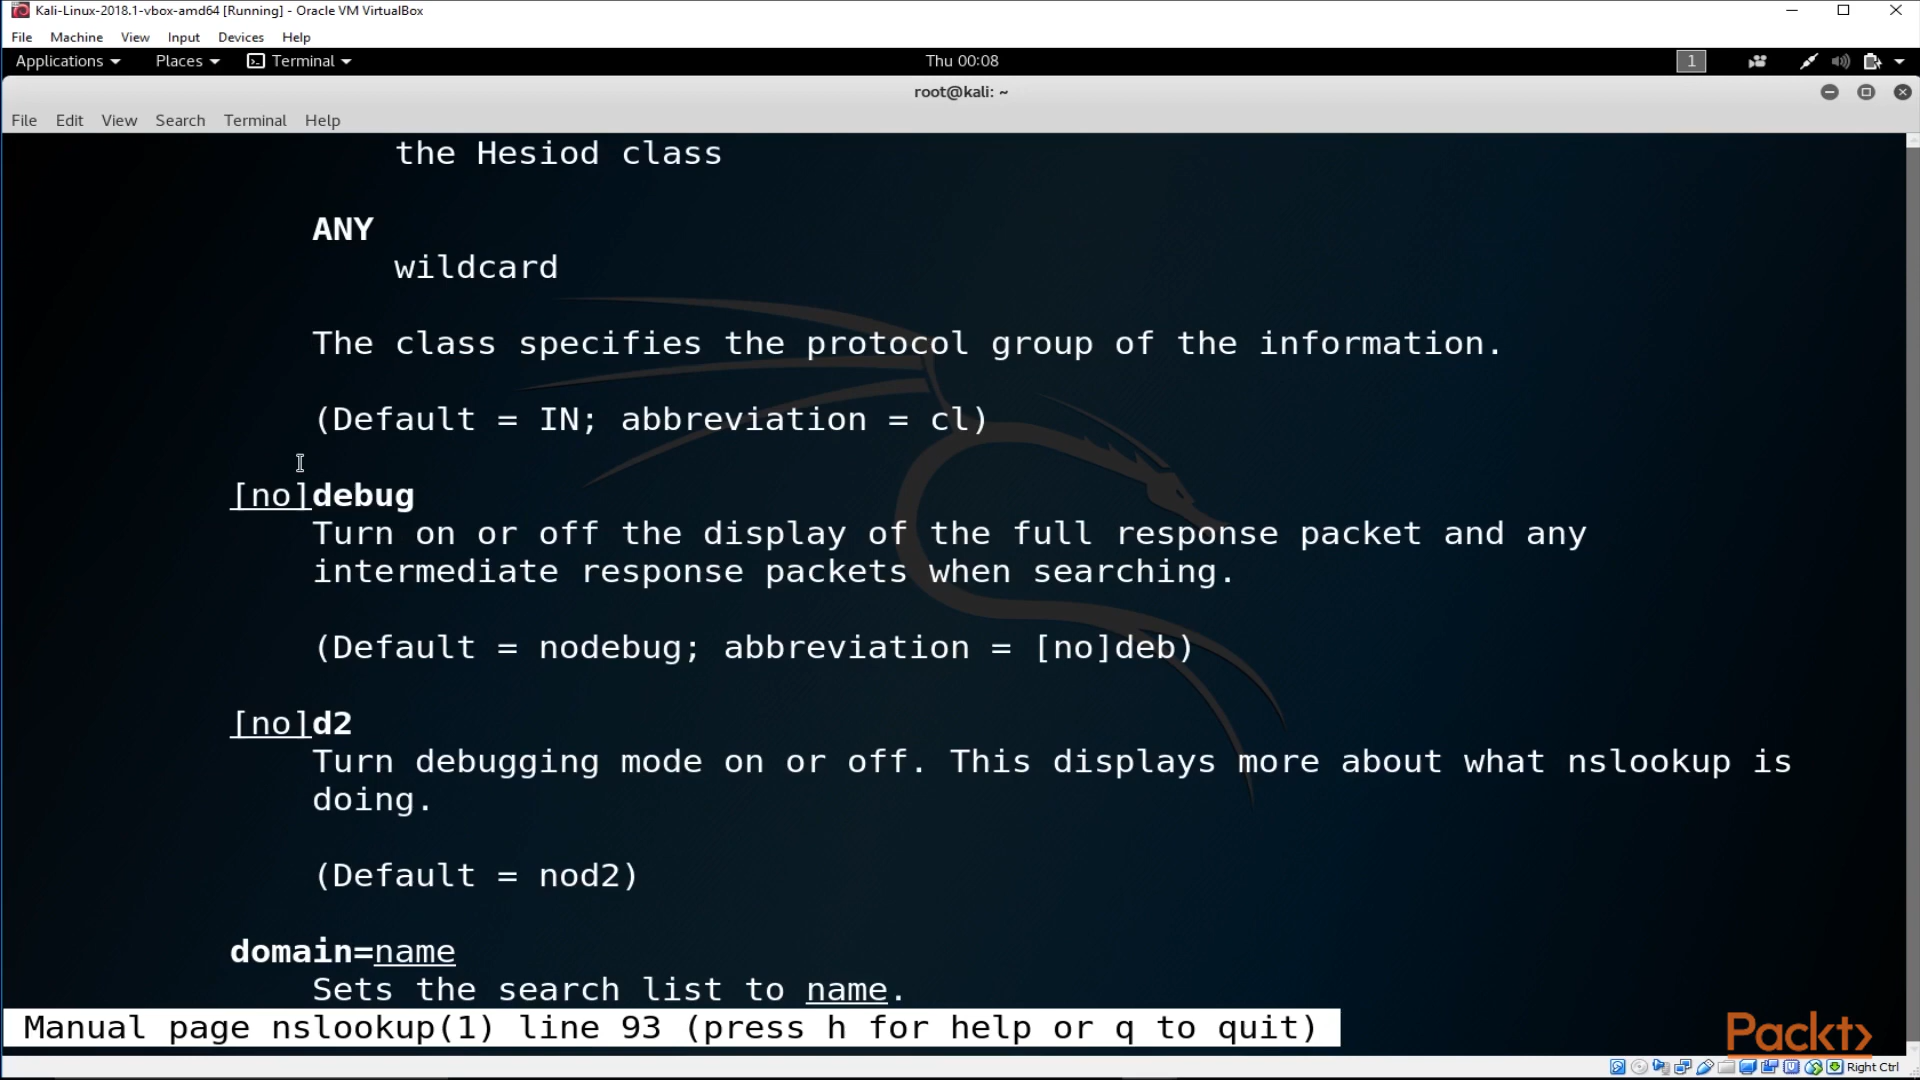 Kali-Linux-2018.1-vbox-amd64 [Running] - Oracle VM VirtualBox
File Machine View Input Devices Help
Applications Places Terminal Thu 00:08 1
root@kali: ~
File Edit View Search Terminal Help
the Hesiod class
ANY
wildcard
The class specifies the protocol group of the information.
(Default = IN; abbreviation = cl)
[no]debug
Turn on or off the display of the full response packet and any
intermediate response packets when searching.
(Default = nodebug; abbreviation = [no]deb)
[no]d2
Turn debugging mode on or off. This displays more about what nslookup is
doing.
(Default = nod2)
domain=name
Sets the search list to name.
Manual page nslookup(1) line 93 (press h for help or q to quit)
Packt>
Right Ctrl